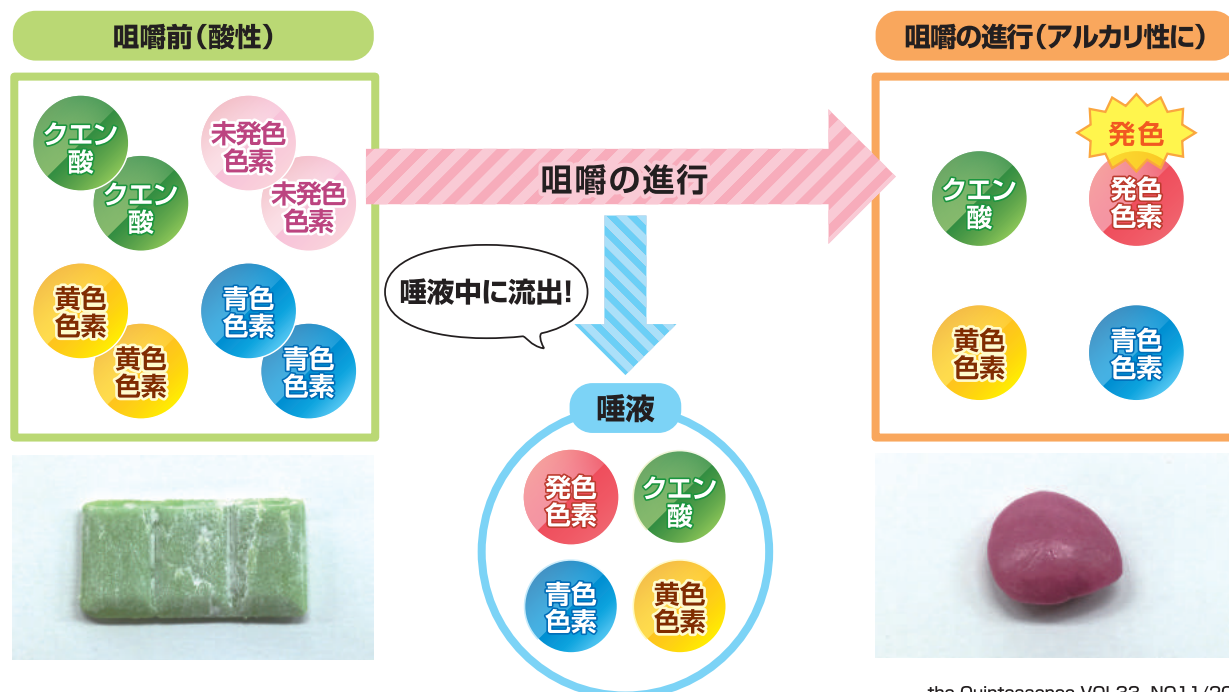 咀嚼前（酸性）
クエン
酸
クエン
酸
未発色
色素
未発色
色素
黄色
色素
黄色
色素
青色
色素
青色
色素
咀嚼の進行
唾液中に流出!
唾液
発色
色素
クエン
酸
青色
色素
黄色
色素
咀嚼の進行（アルカリ性に）
クエン
酸
発色
発色
色素
黄色
色素
青色
色素